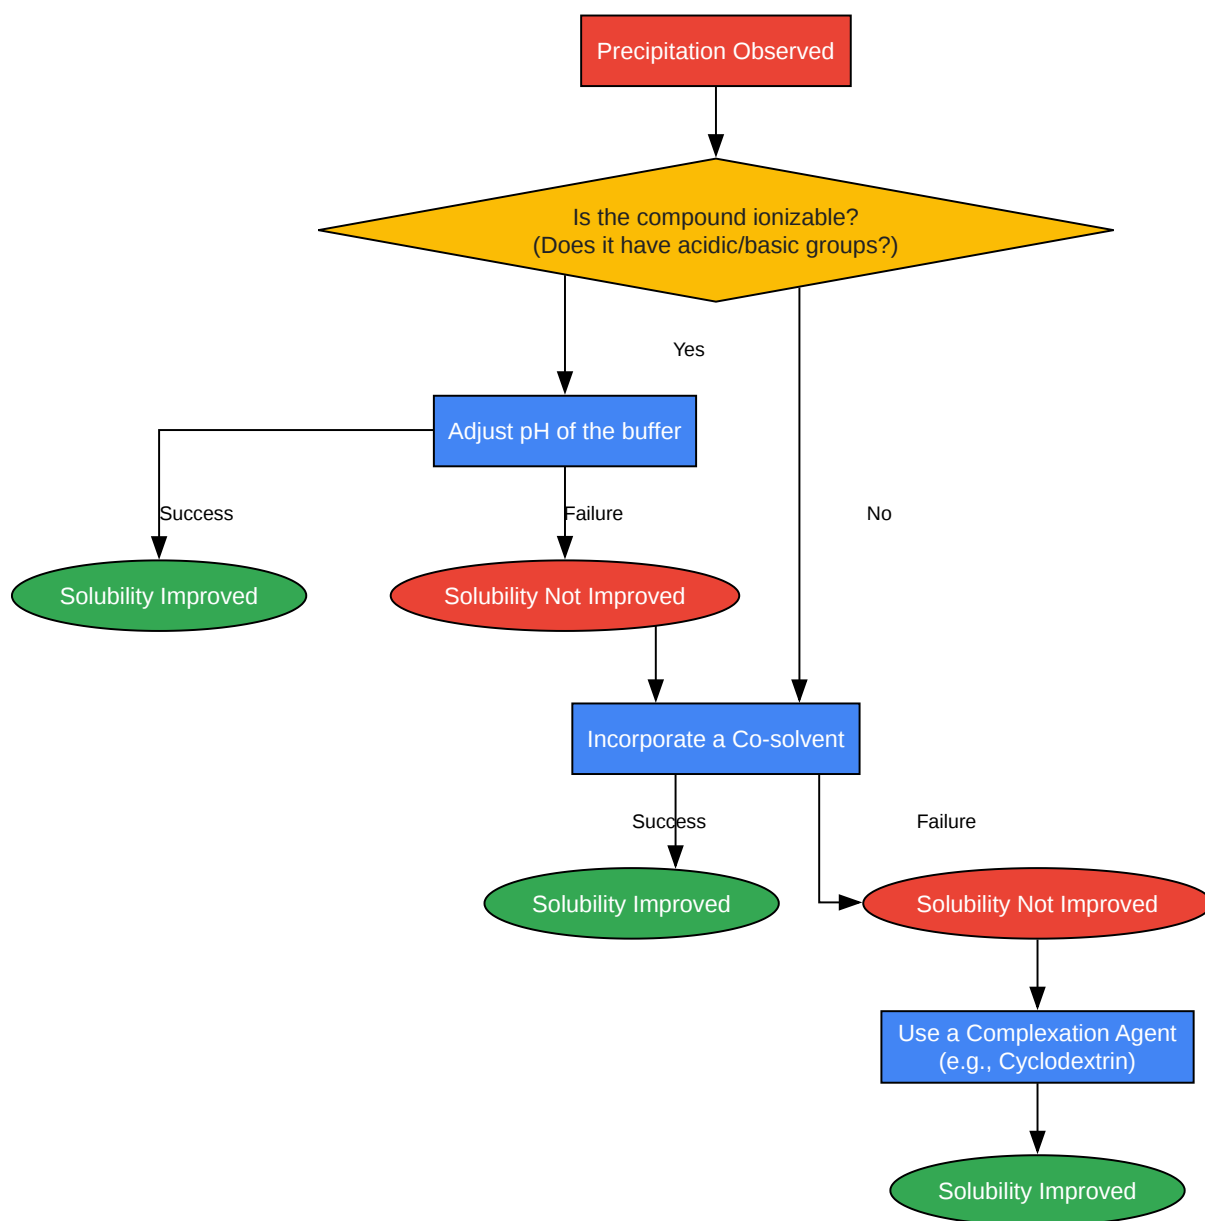 Precipitation Observed
Is the compound ionizable?
(Does it have acidic/basic groups?)
Yes
Adjust pH of the buffer
Success
Failure
No
Solubility Improved
Solubility Not Improved
Incorporate a Co-solvent
Success
Failure
Solubility Improved
Solubility Not Improved
Use a Complexation Agent
(e.g., Cyclodextrin)
Solubility Improved